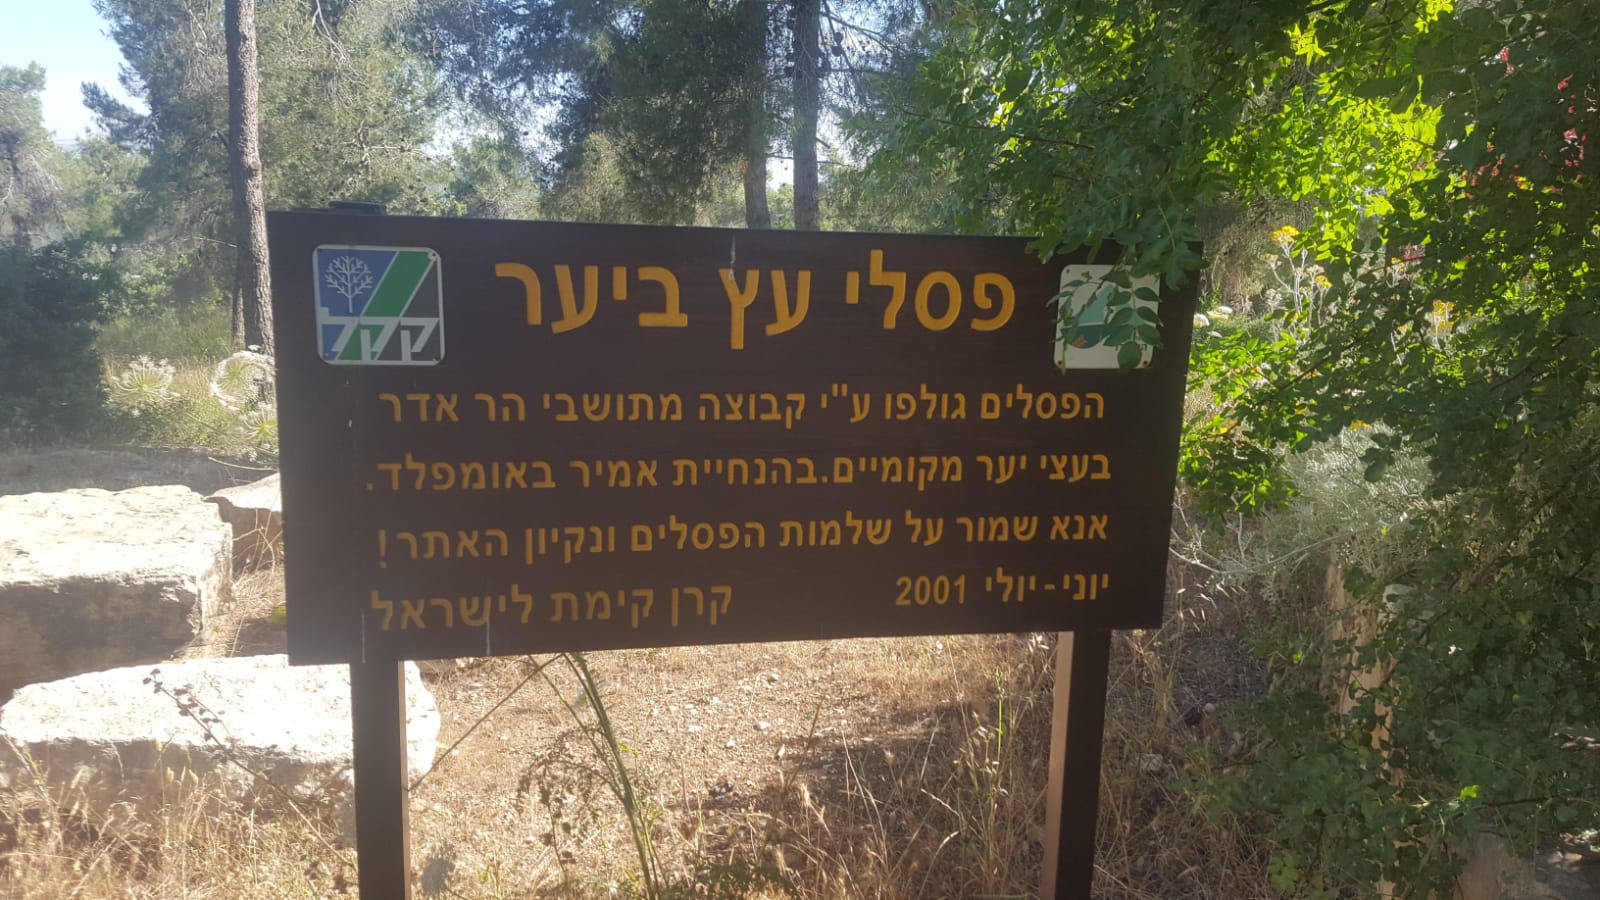 פסלי עץ ביער
קקל
הפסלים גולפו ע"י קבוצה מתושבי הר אדר
בעצי יער מקומיים.בהנחיית אמיר באומפלד.
אנא שמור על שלמות הפסלים ונקיון האתר!
יוני-יולי 2001 קרן קימת לישראל